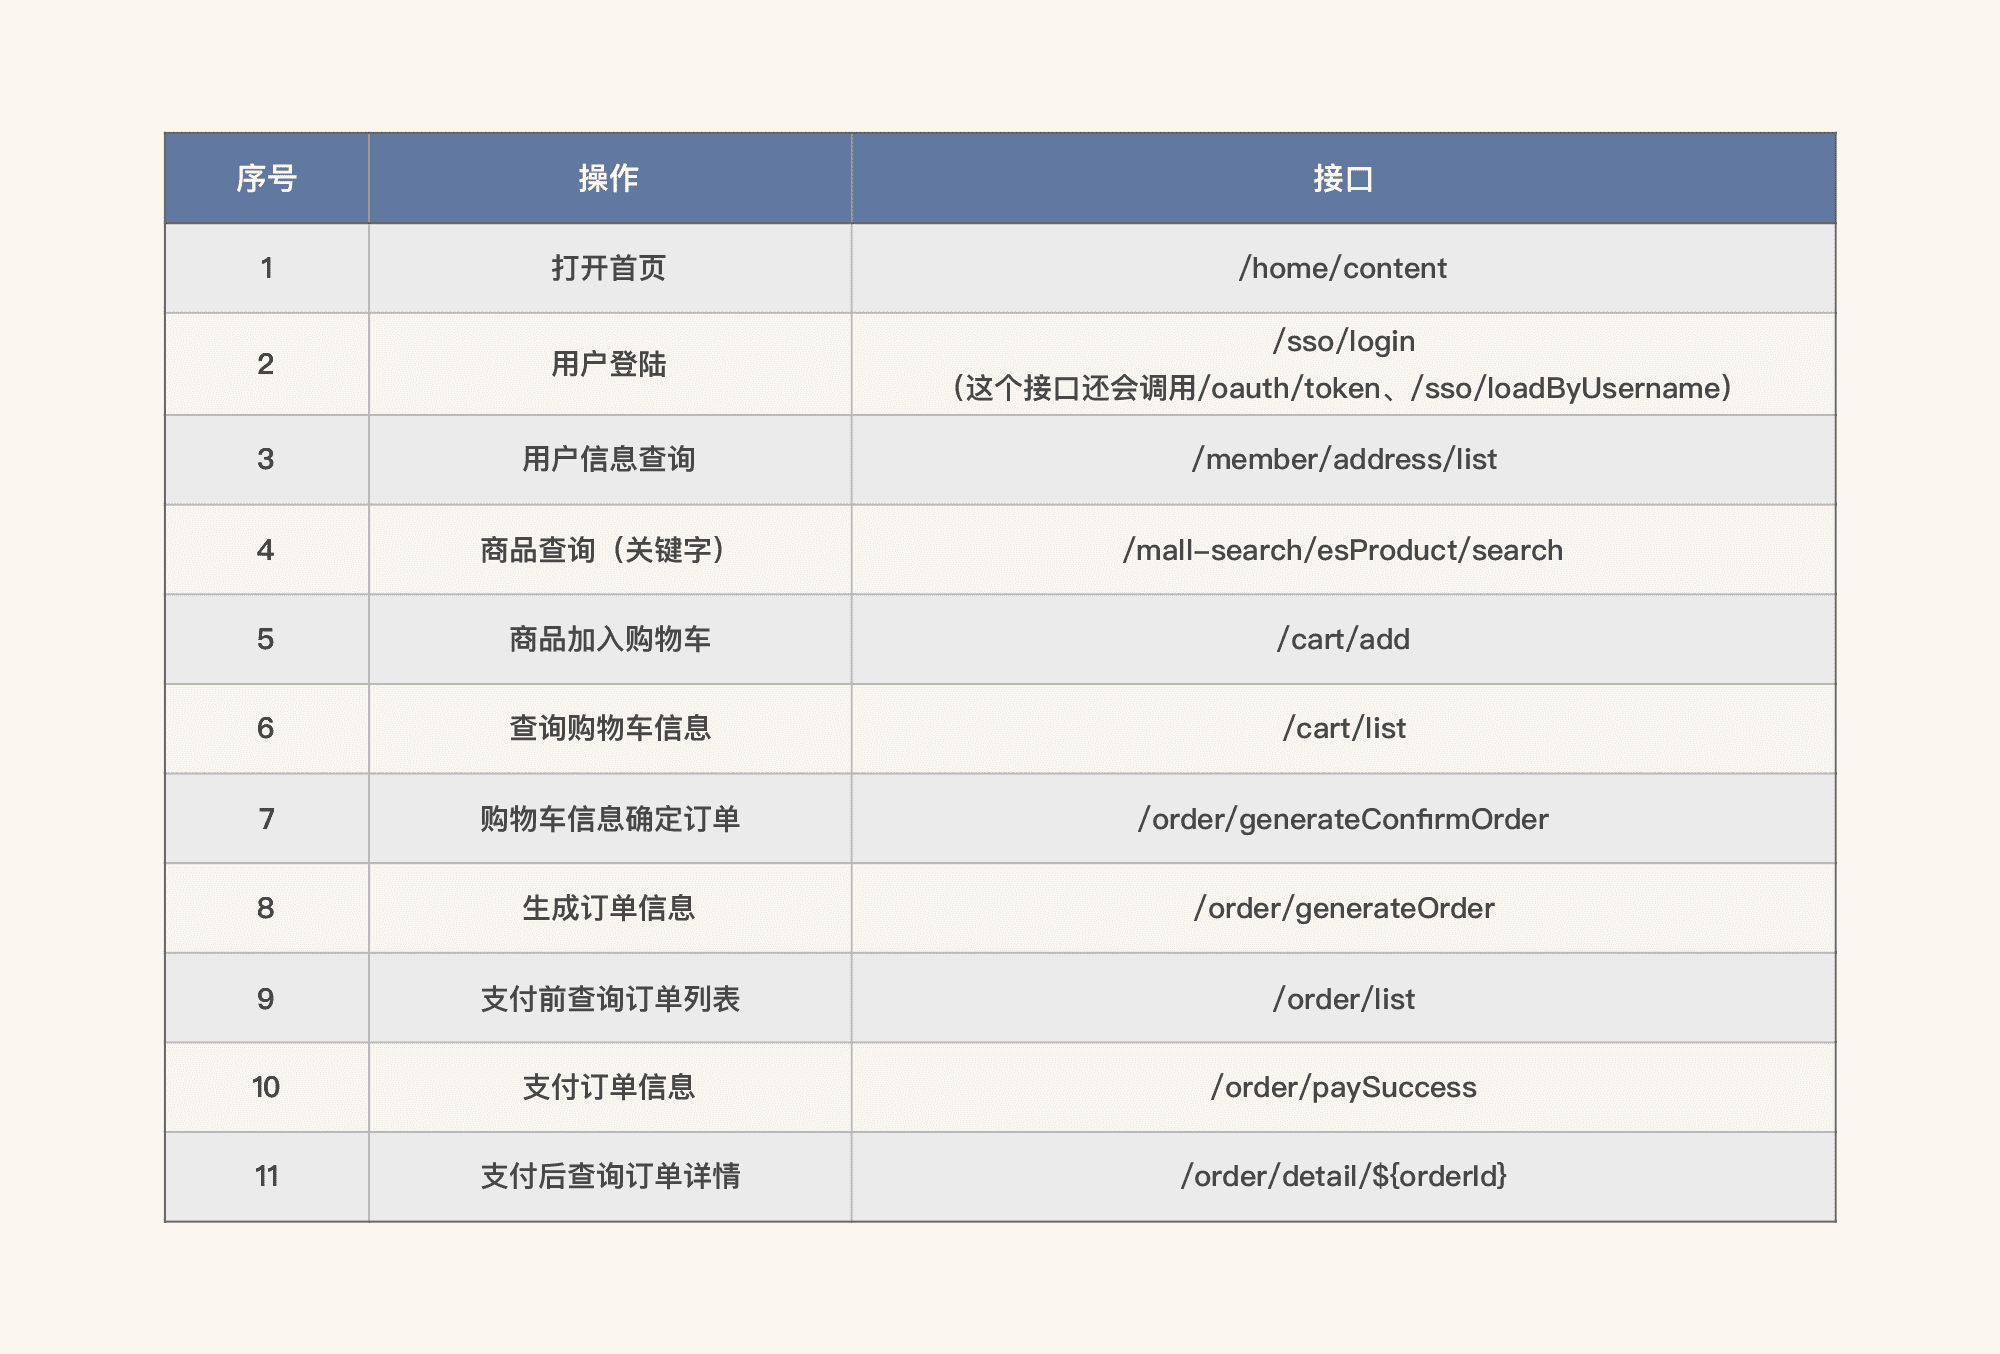 序号 操作 接口
1 打开首页 /home/content
2 用户登陆 /sso/login
（这个接口还会调用/oauth/token、/sso/loadByUsername）
3 用户信息查询 /member/address/list
4 商品查询（关键字） /mall-search/esProduct/search
5 商品加入购物车 /cart/add
6 查询购物车信息 /cart/list
7 购物车信息确定订单 /order/generateConfirmOrder
8 生成订单信息 /order/generateOrder
9 支付前查询订单列表 /order/list
10 支付订单信息 /order/paySuccess
11 支付后查询订单详情 /order/detail/${orderId}